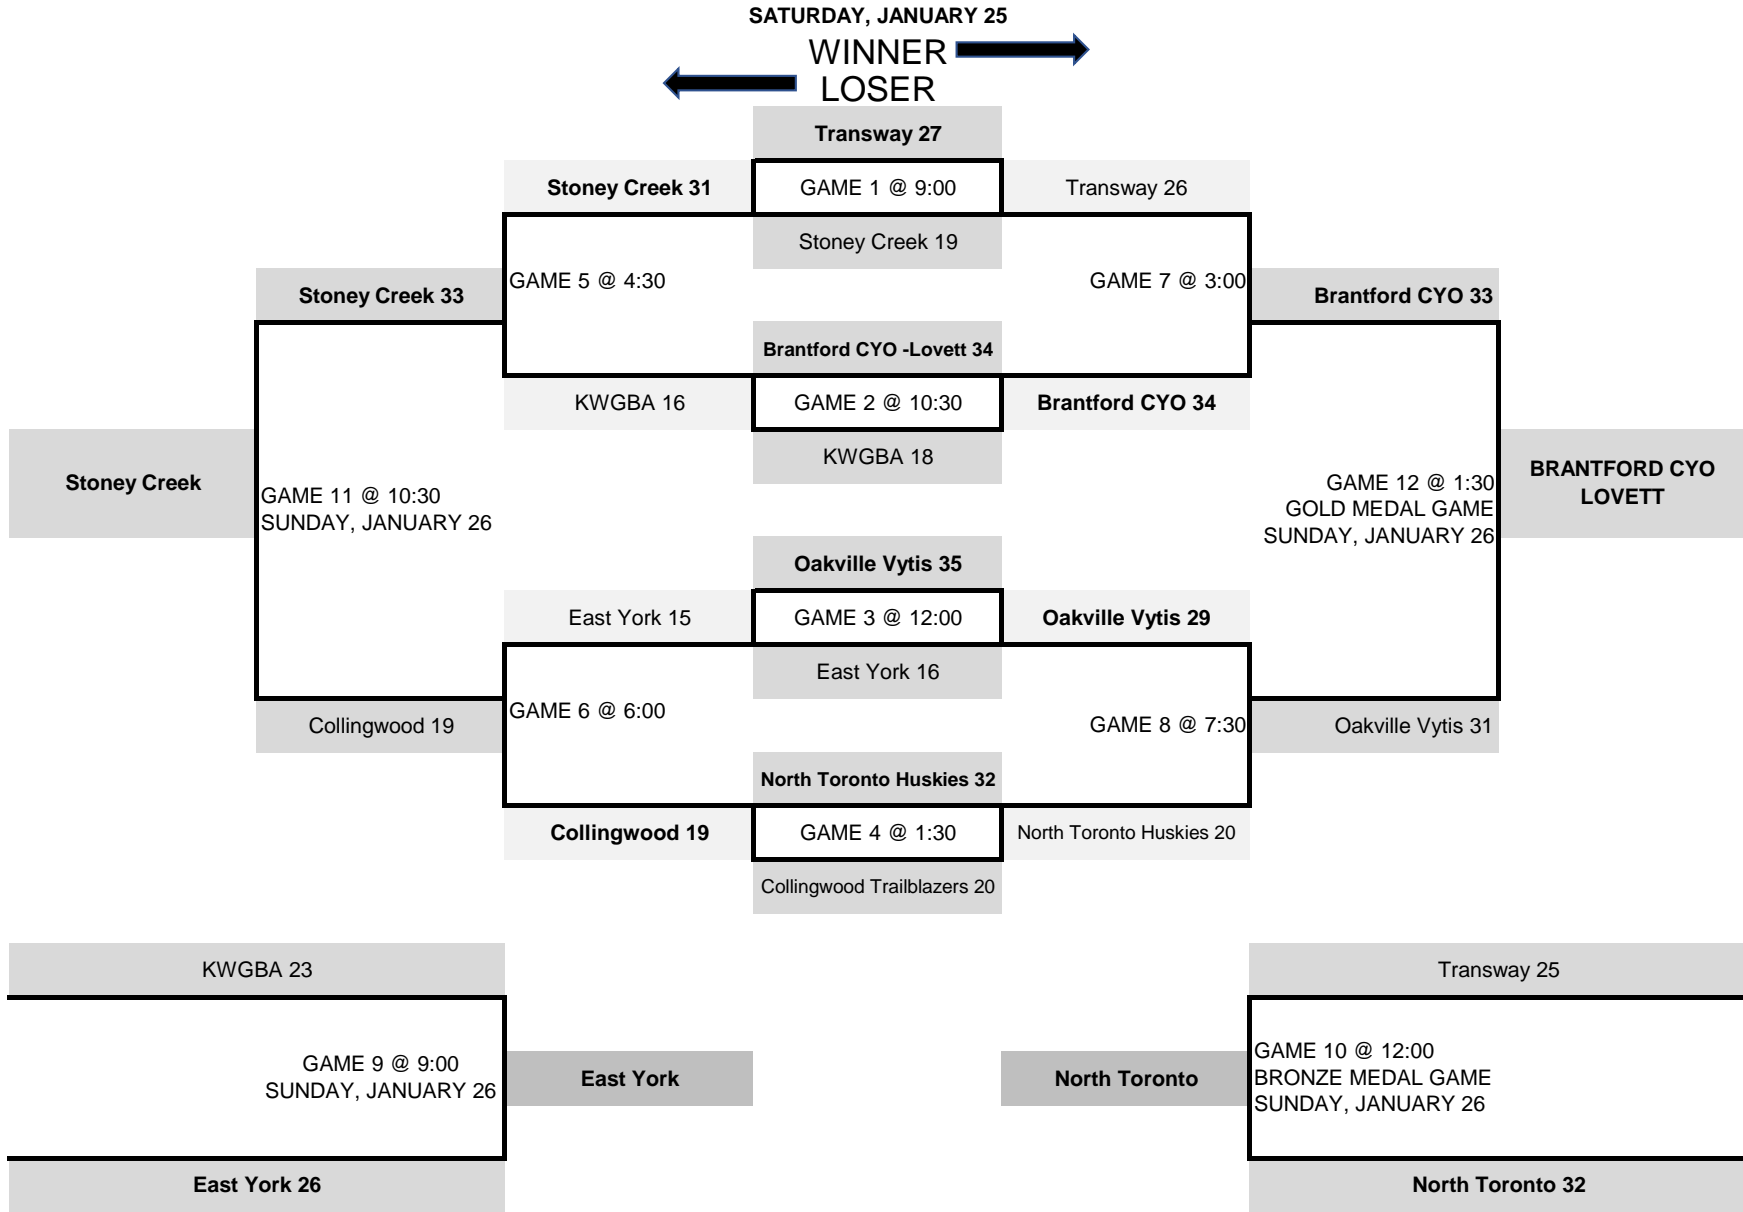 SATURDAY, JANUARY 25
WINNER
LOSER
Transway 27
Stoney Creek 31
GAME 1 @ 9:00
Transway 26
Stoney Creek 19
GAME 5 @ 4:30
GAME 7 @ 3:00
Stoney Creek 33
Brantford CYO 33
Brantford CYO -Lovett 34
KWGBA 16
GAME 2 @ 10:30
Brantford CYO 34
KWGBA 18
Stoney Creek
GAME 11 @ 10:30
SUNDAY, JANUARY 26
GAME 12 @ 1:30
GOLD MEDAL GAME
SUNDAY, JANUARY 26
BRANTFORD CYO
LOVETT
Oakville Vytis 35
East York 15
GAME 3 @ 12:00
Oakville Vytis 29
East York 16
GAME 6 @ 6:00
GAME 8 @ 7:30
Collingwood 19
Oakville Vytis 31
North Toronto Huskies 32
Collingwood 19
GAME 4 @ 1:30
North Toronto Huskies 20
Collingwood Trailblazers 20
KWGBA 23
Transway 25
GAME 9 @ 9:00
SUNDAY, JANUARY 26
East York
North Toronto
GAME 10 @ 12:00
BRONZE MEDAL GAME
SUNDAY, JANUARY 26
East York 26
North Toronto 32